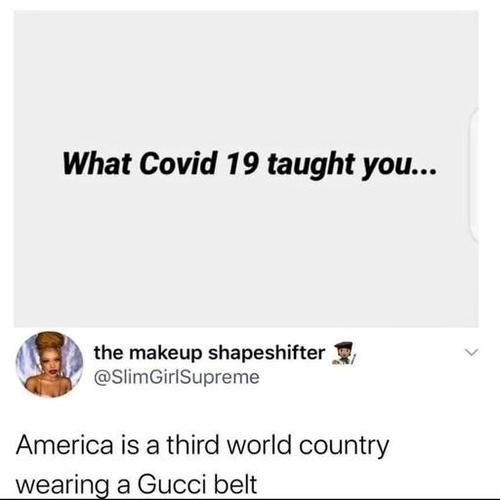 What Covid 19 taught you...
the makeup shapeshifter
@SlimGirlSupreme
America is a third world country
wearing a Gucci belt